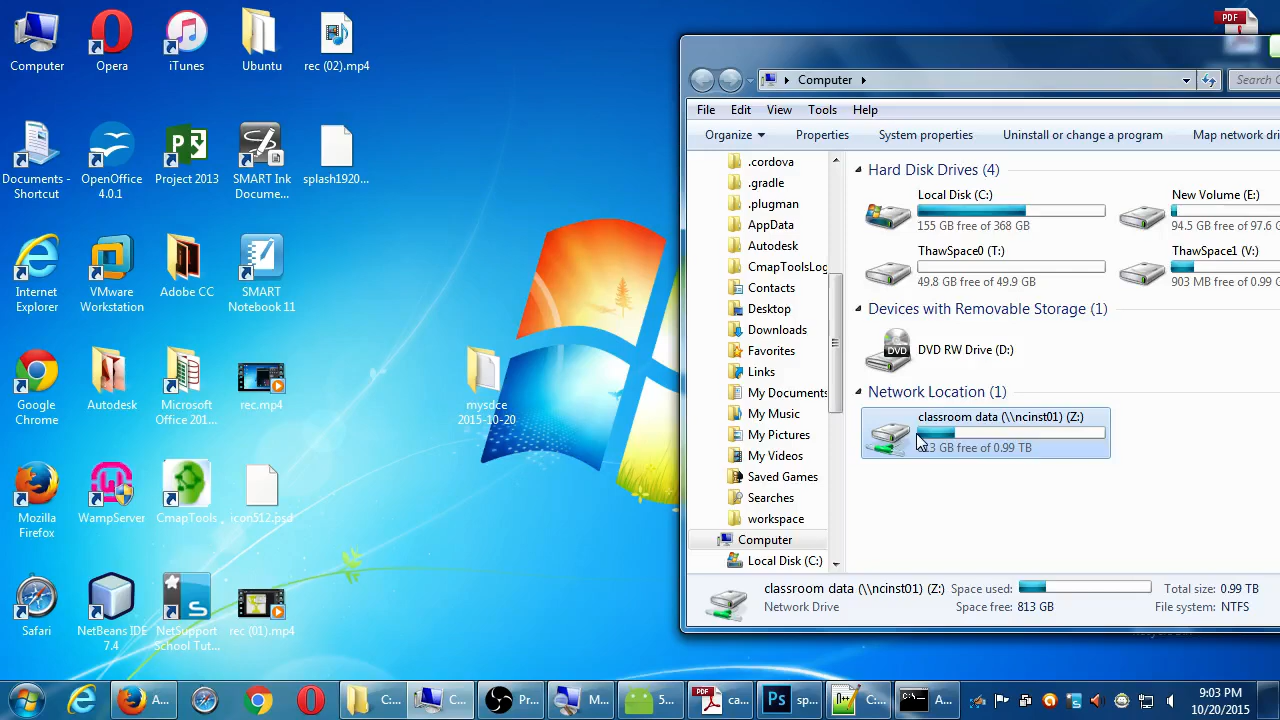 Computer
Opera
iTunes
Ubuntu
rec (02).mp4
Documents -
Shortcut
OpenOffice
4.0.1
Project 2013
SMART Ink
Docume...
splash1920...
Internet
Explorer
VMware
Workstation
Adobe CC
SMART
Notebook 11
Google
Chrome
Autodesk
Microsoft
Office 201...
rec.mp4
mysdce
2015-10-20
Mozilla
Firefox
WampServer
CmapTools
icon512.psd
Safari
NetBeans IDE
7.4
NetSupport
School Tut...
rec (01).mp4
PDF
Computer
Search C
File
Edit
View
Tools
Help
Organize
Properties
System properties
Uninstall or change a program
Map network dri
.cordova
.gradle
.plugman
AppData
Autodesk
CmapToolsLog
Contacts
Desktop
Downloads
Favorites
Links
My Documents
My Music
My Pictures
My Videos
Saved Games
Searches
workspace
Computer
Local Disk (C:)
Hard Disk Drives (4)
Local Disk (C:)
155 GB free of 368 GB
New Volume (E:)
94.5 GB free of 97.6 G
ThawSpace0 (T:)
49.8 GB free of 49.9 GB
ThawSpace1 (V:)
903 MB free of 0.99 G
Devices with Removable Storage (1)
DVD
DVD RW Drive (D:)
Network Location (1)
classroom data (\\ncinst01) (Z:)
GB free of 0.99 TB
classroom data (\\ncinst01) (Z:)
Network Drive
Space used:
Space free: 813 GB
Total size: 0.99 TB
File system: NTFS
A...
C:...
C...
Pr...
M...
5...
PDF
ca...
Ps
sp...
C:...
A...
9:03 PM
10/20/2015